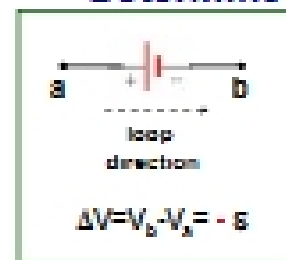 + −
a b
loop
direction
ΔV=V_b-V_a= - ε